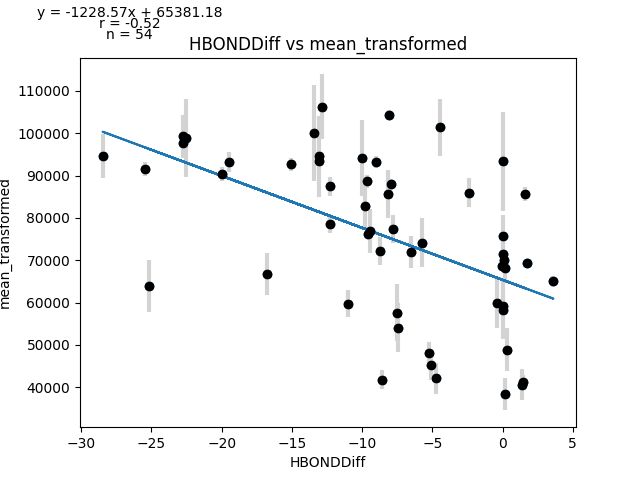 y = -1228.57x + 65381.18
r = -0.52
n = 54
HBONDDiff vs mean_transformed
mean_transformed
110000
100000
90000
80000
70000
60000
50000
40000
−30
−25
−20
−15
−10
−5
0
5
HBONDDiff